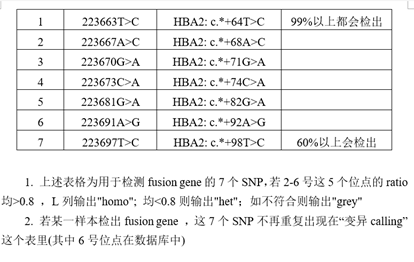 1 223663T>C HBA2: c.*+64T>C 99%以上都会检出
2 223667A>C HBA2: c.*+68A>C
3 223670G>A HBA2: c.*+71G>A
4 223673C>A HBA2: c.*+74C>A
5 223681G>A HBA2: c.*+82G>A
6 223691A>G HBA2: c.*+92A>G
7 223697T>C HBA2: c.*+98T>C 60%以上会检出
1. 上述表格为用于检测 fusion gene 的 7 个 SNP,若 2-6 号这 5 个位点的 ratio
均>0.8 ，L 列输出"homo"; 均<0.8 则输出"het"；如不符合则输出"grey"
2. 若某一样本检出 fusion gene ，这 7 个 SNP 不再重复出现在“变异 calling”
这个表里(其中 6 号位点在数据库中)